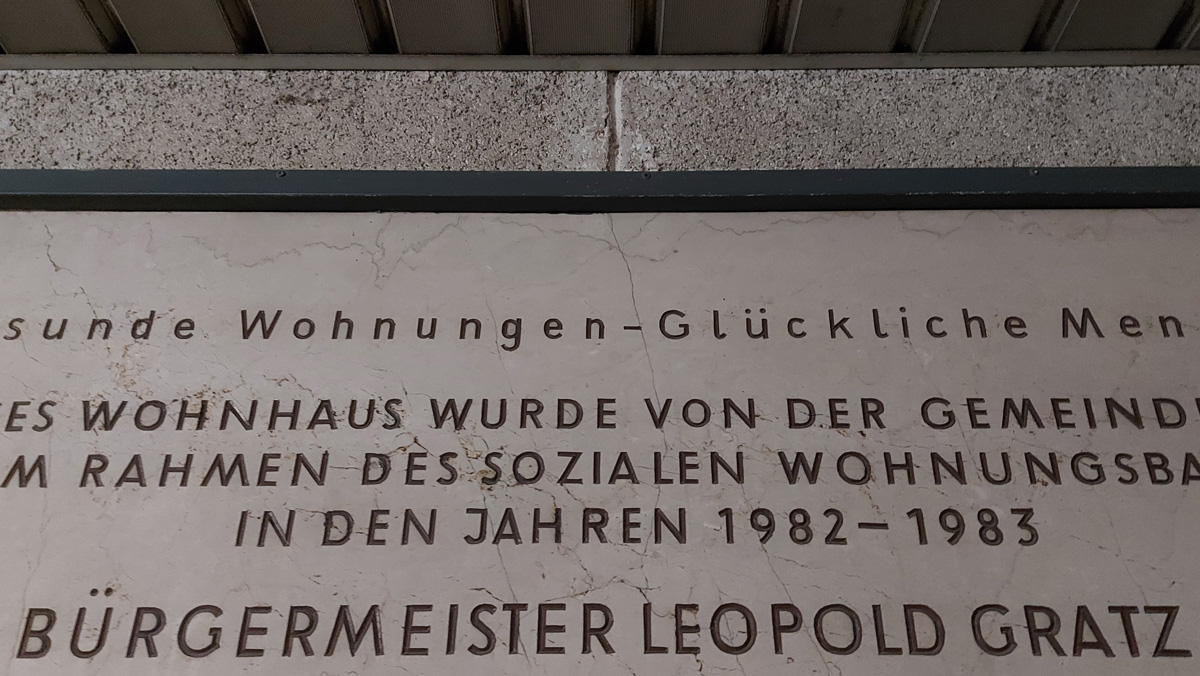 sunde Wohnungen-Glückliche Men
ES WOHNHAUS WURDE VON DER GEMEIND
M RAHMEN DES SOZIALEN WOHNUNGSBA
IN DEN JAHREN 1982-1983
BÜRGERMEISTER LEOPOLD GRATZ